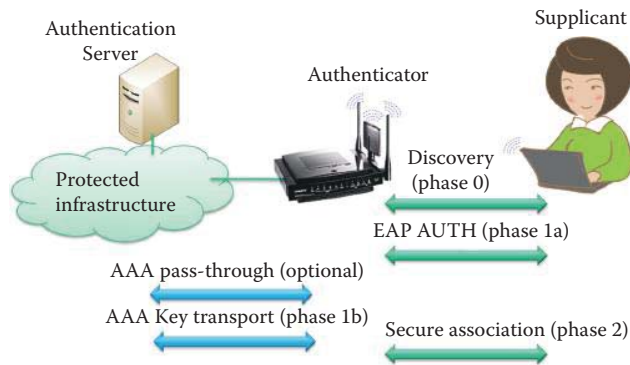 Authentication
Server
Supplicant
Authenticator
Protected
infrastructure
Discovery
(phase 0)
EAP AUTH (phase 1a)
AAA pass-through (optional)
AAA Key transport (phase 1b)
Secure association (phase 2)